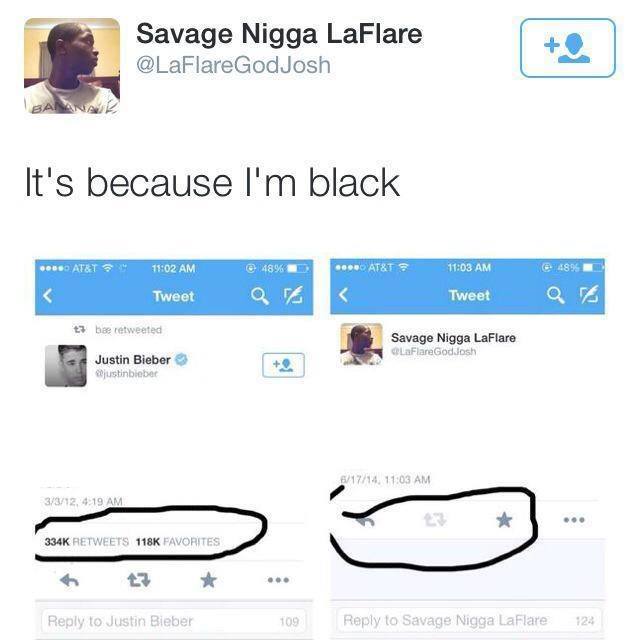 Savage Nigga LaFlare
@LaFlareGodJosh
BANANA
It's because I'm black
AT&T 11:02 AM 48%
Tweet
bae retweeted
Justin Bieber
@justinbieber
3/3/12, 4:19 AM
334K RETWEETS 118K FAVORITES
Reply to Justin Bieber 109
AT&T 11:03 AM 48%
Tweet
Savage Nigga LaFlare
@LaFlareGodJosh
6/17/14, 11:03 AM
Reply to Savage Nigga LaFlare 124